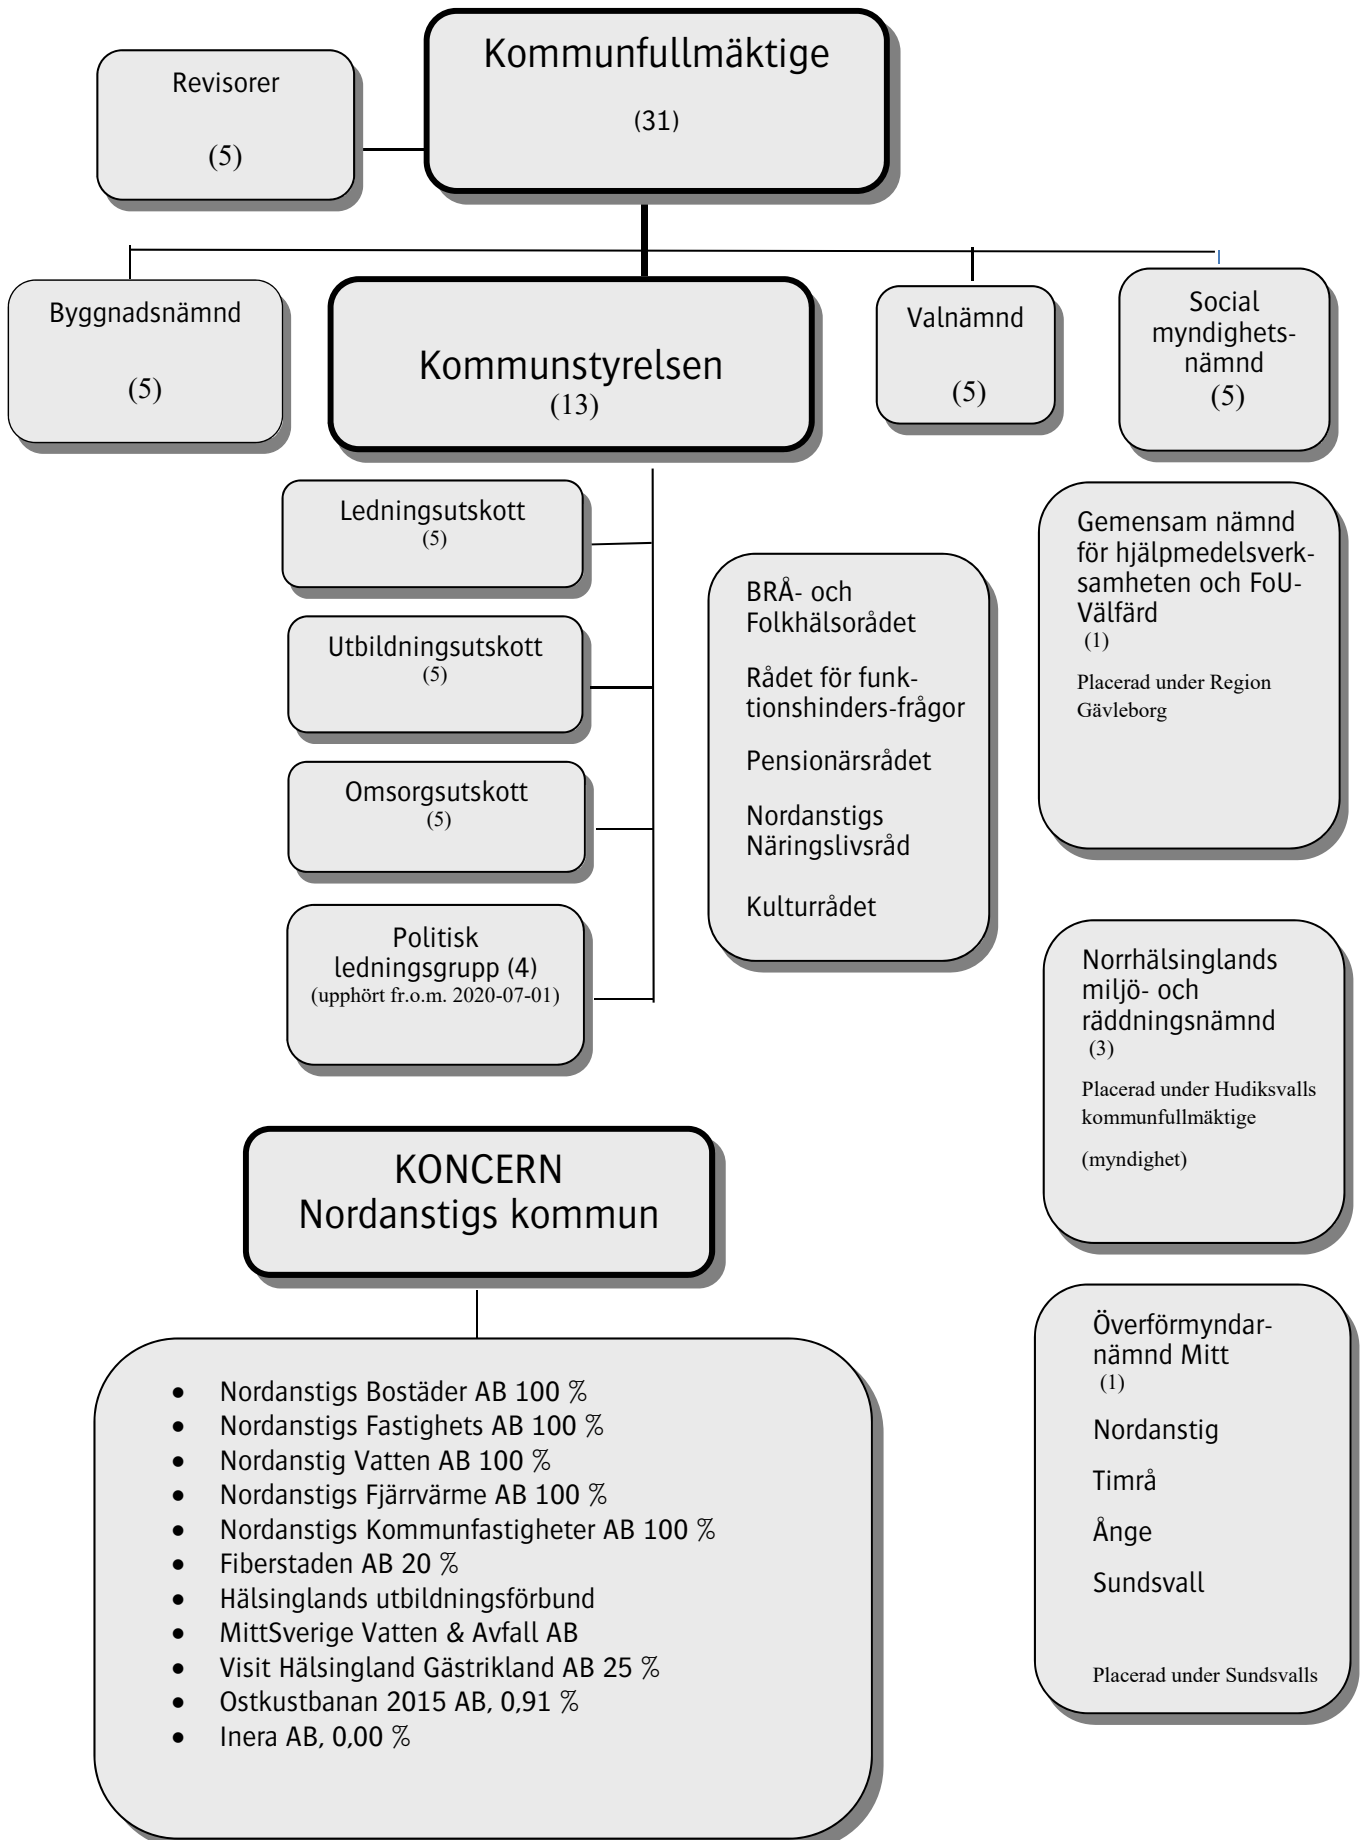 Kommunfullmäktige
(31)
Revisorer
(5)
Byggnadsnämnd
(5)
Kommunstyrelsen
(13)
Valnämnd
(5)
Social
myndighets-
nämnd
(5)
Ledningsutskott
(5)
Utbildningsutskott
(5)
Omsorgsutskott
(5)
Politisk
ledningsgrupp (4)
(upphört fr.o.m. 2020-07-01)
BRÅ- och
Folkhälsorådet
Rådet för funk-
tionshinders-frågor
Pensionärsrådet
Nordanstigs
Näringslivsråd
Kulturrådet
Gemensam nämnd
för hjälpmedelsverk-
samheten och FoU-
Välfärd
(1)
Placerad under Region
Gävleborg
Norrhälsinglands
miljö- och
räddningsnämnd
(3)
Placerad under Hudiksvalls
kommunfullmäktige
(myndighet)
Överförmyndar-
nämnd Mitt
(1)
Nordanstig
Timrå
Ånge
Sundsvall
Placerad under Sundsvalls
KONCERN
Nordanstigs kommun
• Nordanstigs Bostäder AB 100 %
• Nordanstigs Fastighets AB 100 %
• Nordanstig Vatten AB 100 %
• Nordanstigs Fjärrvärme AB 100 %
• Nordanstigs Kommunfastigheter AB 100 %
• Fiberstaden AB 20 %
• Hälsinglands utbildningsförbund
• MittSverige Vatten & Avfall AB
• Visit Hälsingland Gästrikland AB 25 %
• Ostkustbanan 2015 AB, 0,91 %
• Inera AB, 0,00 %